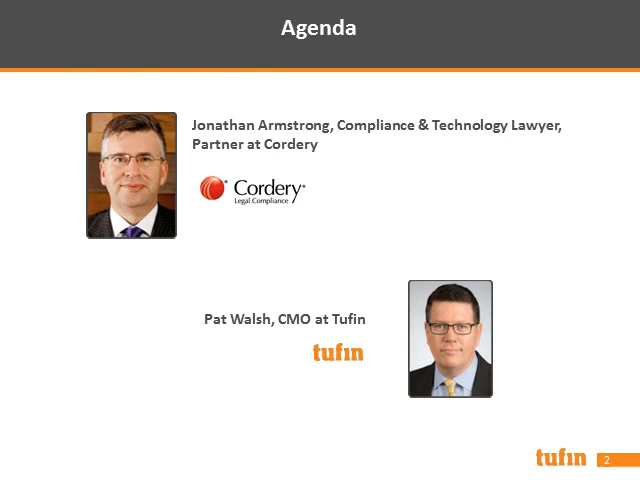 Agenda
Jonathan Armstrong, Compliance & Technology Lawyer,
Partner at Cordery
Cordery®
Legal.Compliance
Pat Walsh, CMO at Tufin
tufin
tufin
2